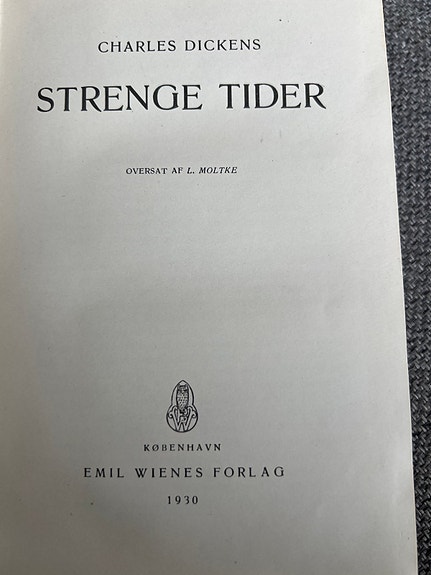 CHARLES DICKENS
STRENGE TIDER
OVERSAT AF L. MOLTKE
KØBENHAVN
EMIL WIENES FORLAG
1930